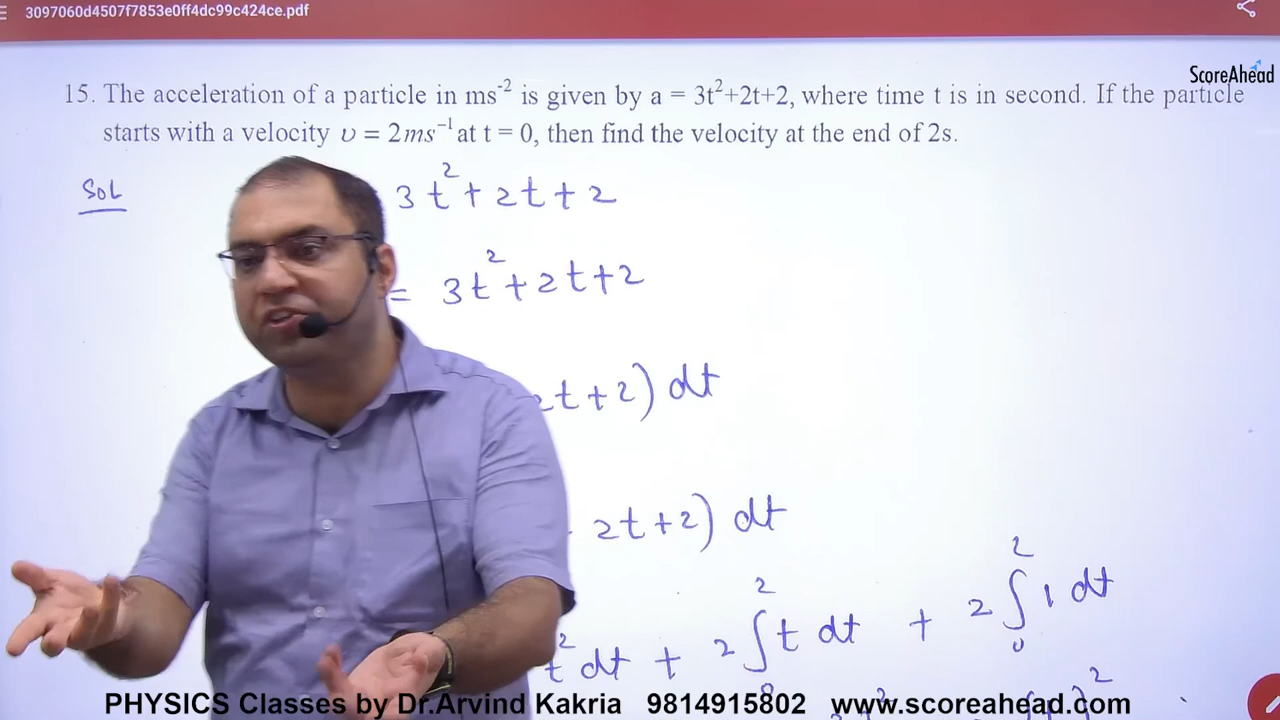 3097060d4507f7853e0ff4dc99c424ce.pdf
ScoreAhead
15. The acceleration of a particle in ms⁻² is given by a = 3t²+2t+2, where time t is in second. If the particle
starts with a velocity υ = 2ms⁻¹ at t = 0, then find the velocity at the end of 2s.
Sol
3t² + 2t + 2
= 3t² + 2t + 2
2t + 2) dt
2t + 2) dt
t² dt + 2 ∫₀² t dt + 2 ∫₀² 1 dt
PHYSICS Classes by Dr.Arvind Kakria 9814915802 www.scoreahead.com